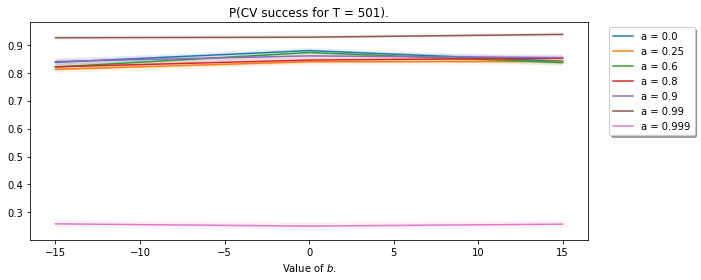 P(CV success for T = 501).
0.9
0.8
0.7
0.6
0.5
0.4
0.3
−15
−10
−5
0
5
10
15
Value of b.
a = 0.0
a = 0.25
a = 0.6
a = 0.8
a = 0.9
a = 0.99
a = 0.999